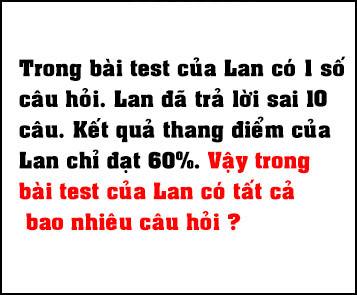 Trong bài test của Lan có 1 số
câu hỏi. Lan đã trả lời sai 10
câu. Kết quả thang điểm của
Lan chỉ đạt 60%. Vậy trong
bài test của Lan có tất cả
bao nhiêu câu hỏi ?